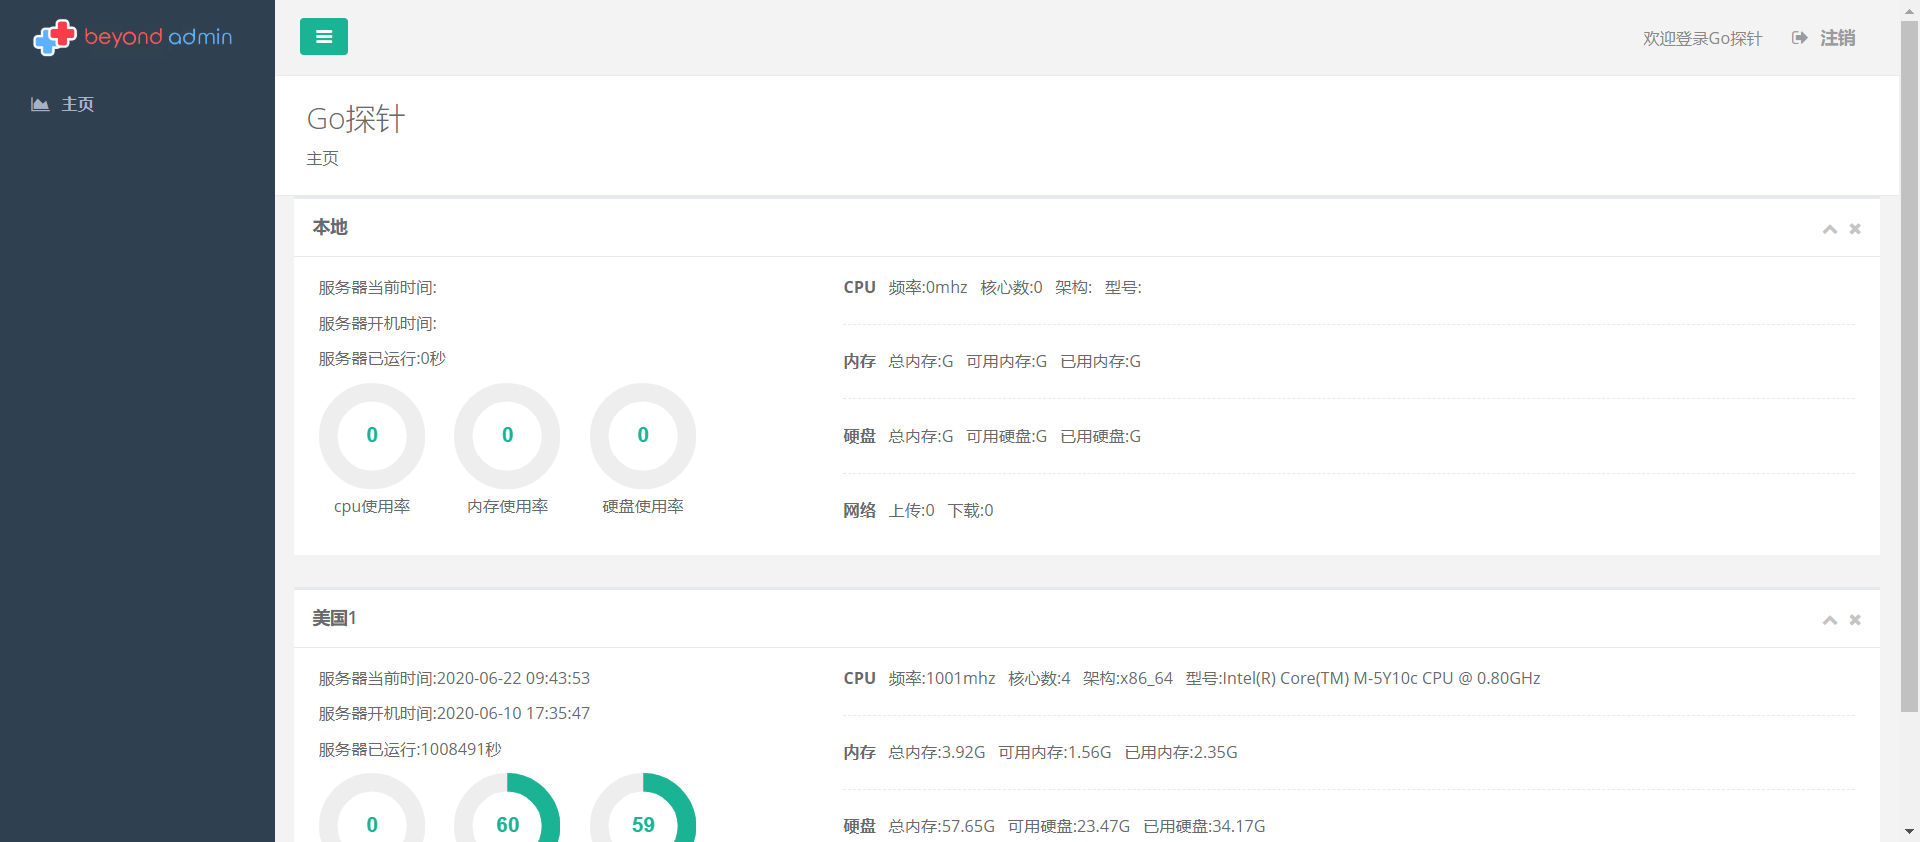 beyond admin
欢迎登录Go探针 注销
主页
Go探针
主页
本地
服务器当前时间:
服务器开机时间:
服务器已运行:0秒
0 0 0
cpu使用率 内存使用率 硬盘使用率
CPU 频率:0mhz 核心数:0 架构: 型号:
内存 总内存:G 可用内存:G 已用内存:G
硬盘 总内存:G 可用硬盘:G 已用硬盘:G
网络 上传:0 下载:0
美国1
服务器当前时间:2020-06-22 09:43:53
服务器开机时间:2020-06-10 17:35:47
服务器已运行:1008491秒
0 60 59
CPU 频率:1001mhz 核心数:4 架构:x86_64 型号:Intel(R) Core(TM) M-5Y10c CPU @ 0.80GHz
内存 总内存:3.92G 可用内存:1.56G 已用内存:2.35G
硬盘 总内存:57.65G 可用硬盘:23.47G 已用硬盘:34.17G